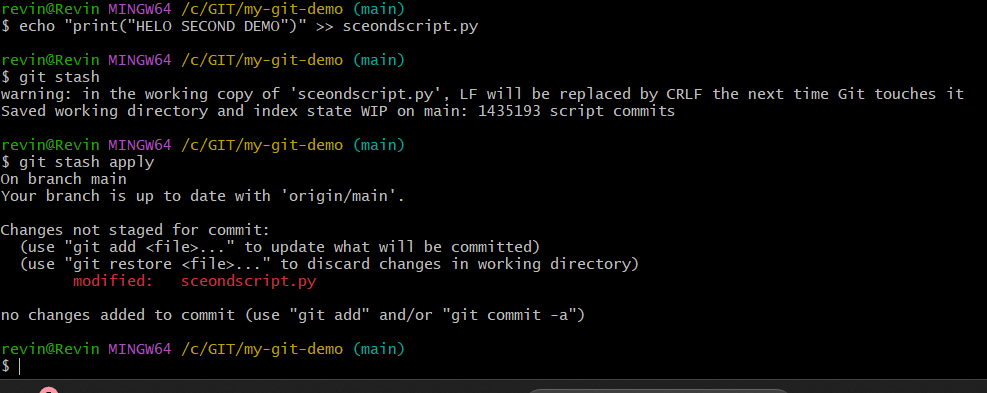 revin@Revin MINGW64 /c/GIT/my-git-demo (main)
$ echo "print("HELO SECOND DEMO")" >> sceondscript.py
revin@Revin MINGW64 /c/GIT/my-git-demo (main)
$ git stash
warning: in the working copy of 'sceondscript.py', LF will be replaced by CRLF the next time Git touches it
Saved working directory and index state WIP on main: 1435193 script commits
revin@Revin MINGW64 /c/GIT/my-git-demo (main)
$ git stash apply
On branch main
Your branch is up to date with 'origin/main'.
Changes not staged for commit:
  (use "git add <file>..." to update what will be committed)
  (use "git restore <file>..." to discard changes in working directory)
        modified:   sceondscript.py
no changes added to commit (use "git add" and/or "git commit -a")
revin@Revin MINGW64 /c/GIT/my-git-demo (main)
$